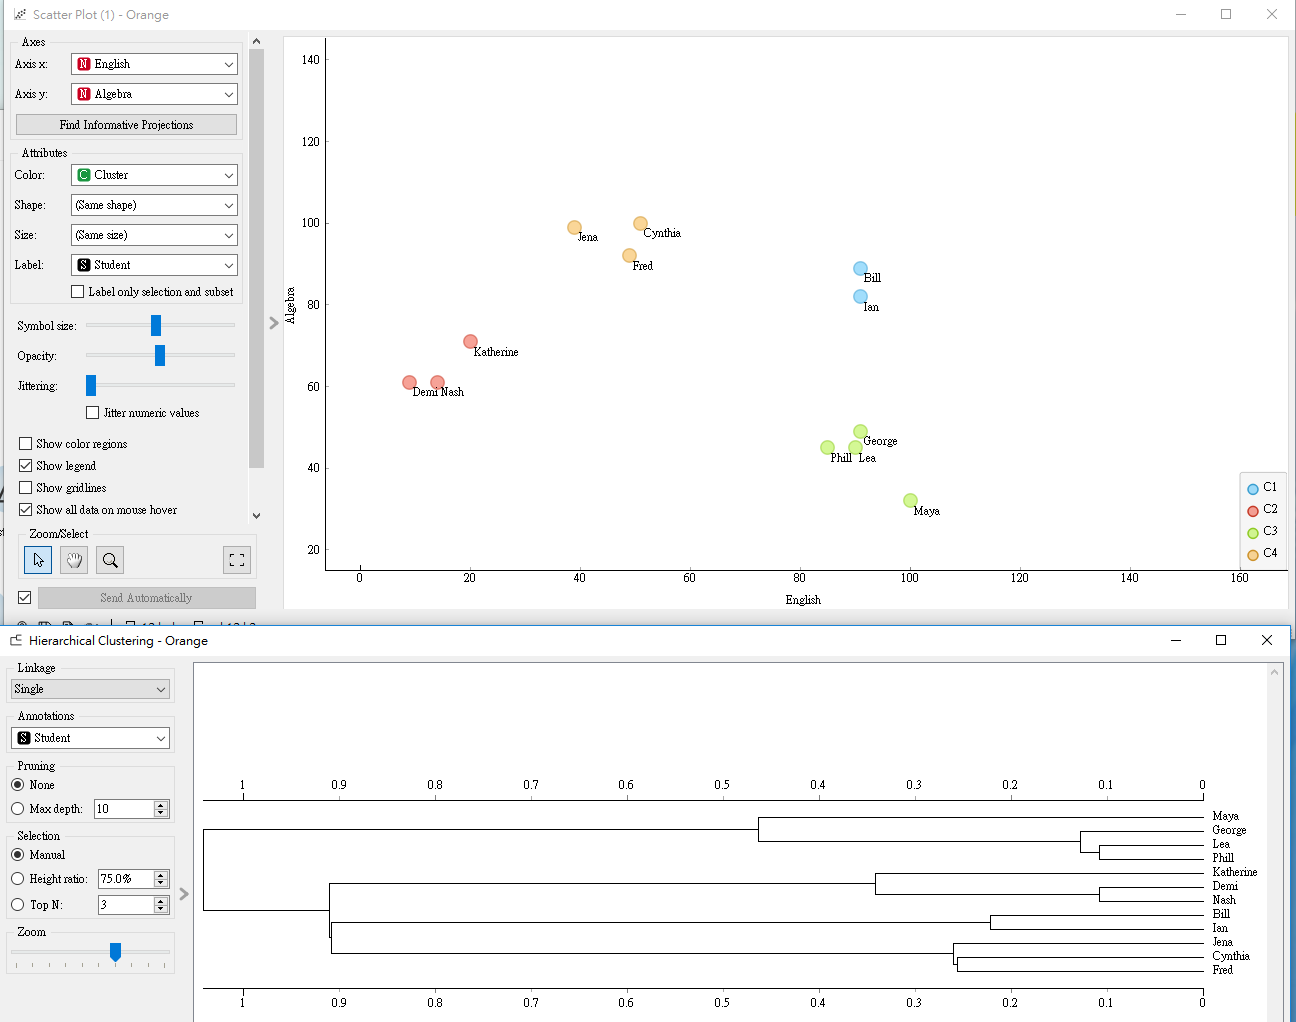 Scatter Plot (1) - Orange
Axes
Axis x: N English
Axis y: N Algebra
Find Informative Projections
Attributes
Color: C Cluster
Shape: (Same shape)
Size: (Same size)
Label: S Student
Label only selection and subset
Symbol size:
Opacity:
Jittering:
Jitter numeric values
Show color regions
Show legend
Show gridlines
Show all data on mouse hover
Zoom/Select
Send Automatically
140
120
100
80
60
40
20
Algebra
Jena
Cynthia
Fred
Bill
Ian
Katherine
Demi Nash
George
Phill Lea
Maya
C1
C2
C3
C4
0 20 40 60 80 100 120 140 160
English
Hierarchical Clustering - Orange
Linkage
Single
Annotations
S Student
Pruning
None
Max depth: 10
Selection
Manual
Height ratio: 75.0%
Top N: 3
Zoom
1 0.9 0.8 0.7 0.6 0.5 0.4 0.3 0.2 0.1 0
Maya
George
Lea
Phill
Katherine
Demi
Nash
Bill
Ian
Jena
Cynthia
Fred
1 0.9 0.8 0.7 0.6 0.5 0.4 0.3 0.2 0.1 0